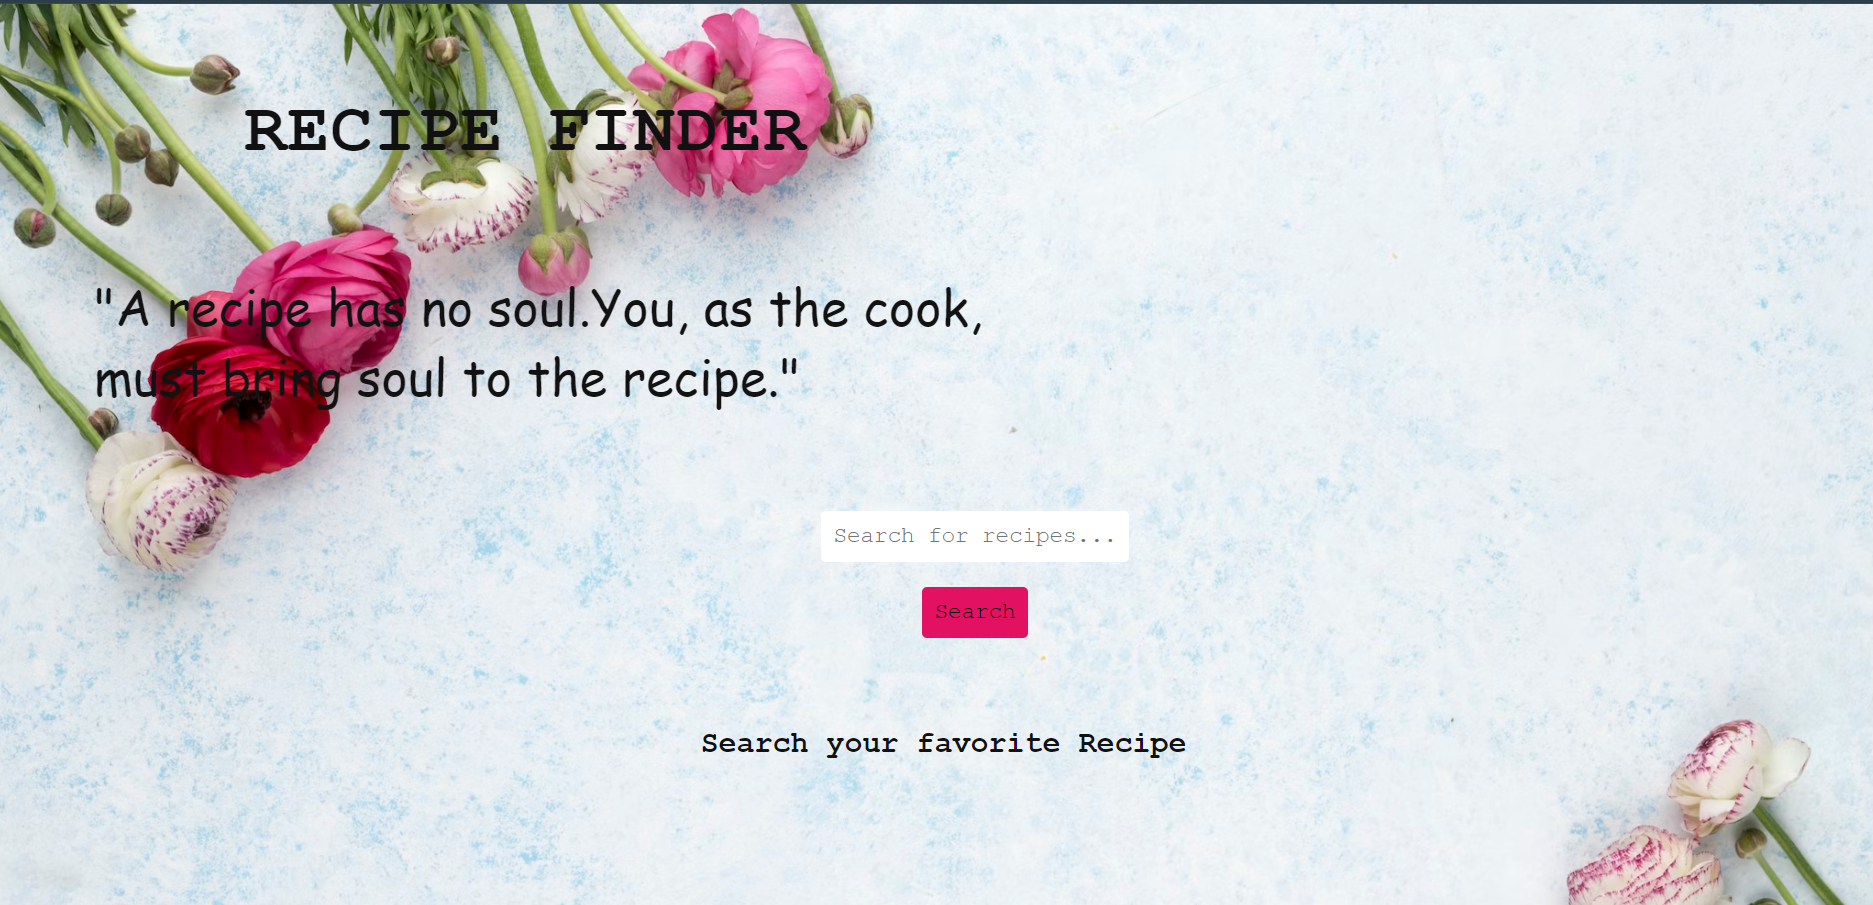 RECIPE FINDER
"A recipe has no soul.You, as the cook,
must bring soul to the recipe."
Search for recipes...
Search
Search your favorite Recipe